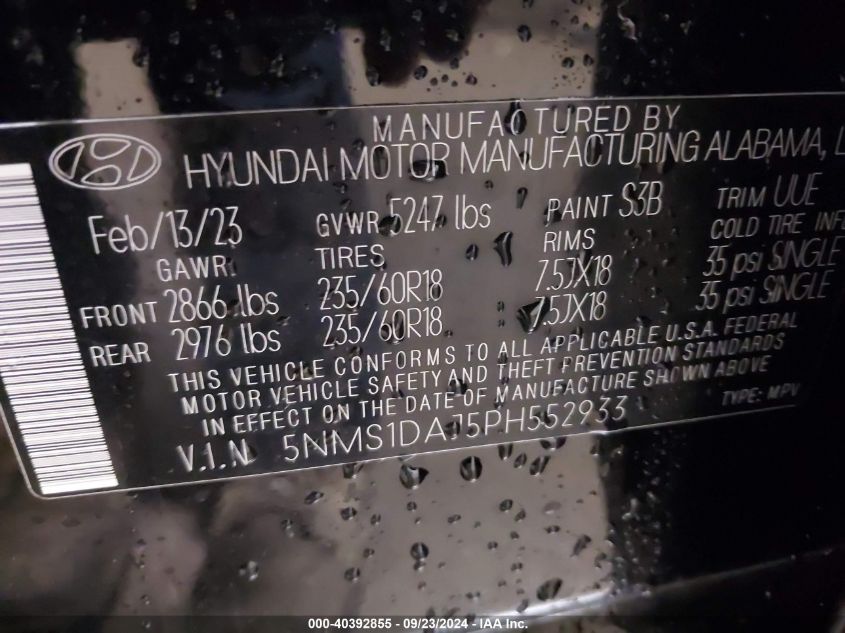 MANUFACTURED BY
HYUNDAI MOTOR MANUFACTURING ALABAMA,
Feb/13/23 GVWR 5247 lbs PAINT S3B TRIM UUE
GAWR TIRES RIMS COLD TIRE INFL
FRONT 2866 lbs 235/60R18 7.5JX18 35 psi SINGLE
REAR 2976 lbs 235/60R18 7.5JX18 35 psi SINGLE
THIS VEHICLE CONFORMS TO ALL APPLICABLE U.S.A. FEDERAL
MOTOR VEHICLE SAFETY AND THEFT PREVENTION STANDARDS
IN EFFECT ON THE DATE OF MANUFACTURE SHOWN ABOVE
V.I.N 5NMS1DAJ5PH552933 TYPE: MPV
000-40392855 - 09/23/2024 - IAA Inc.